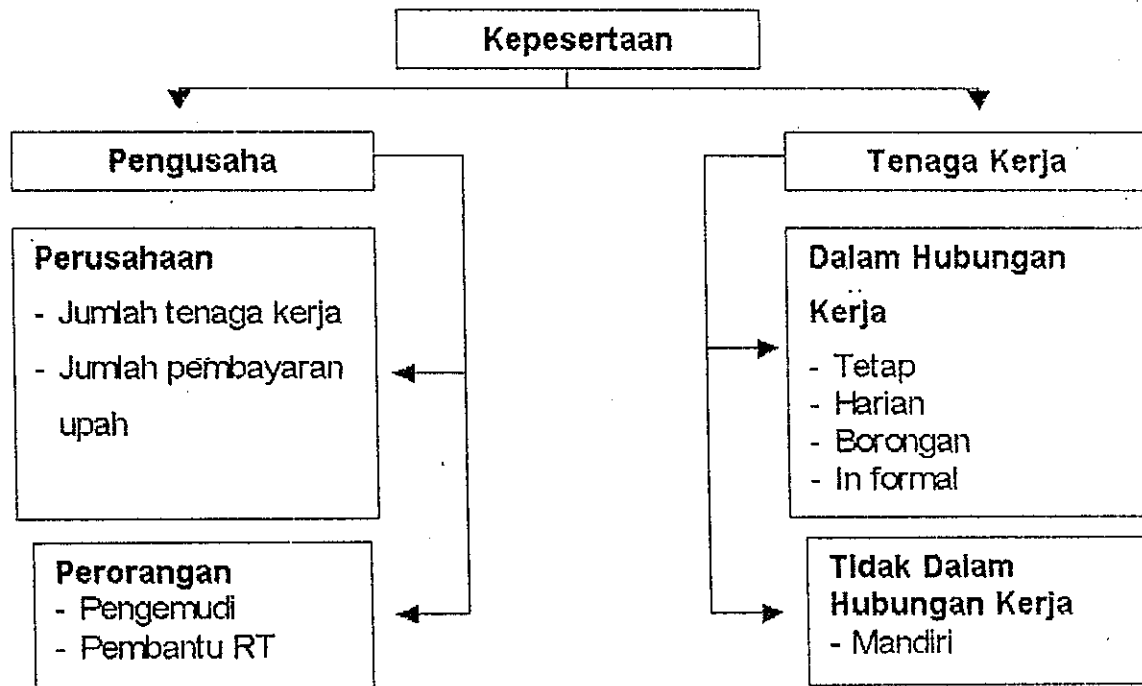 Kepesertaan
Pengusaha
Tenaga Kerja
Perusahaan
- Jumlah tenaga kerja
- Jumlah pembayaran
upah
Perorangan
- Pengemudi
- Pembantu RT
Dalam Hubungan
Kerja
- Tetap
- Harian
- Borongan
- In formal
Tidak Dalam
Hubungan Kerja
- Mandiri